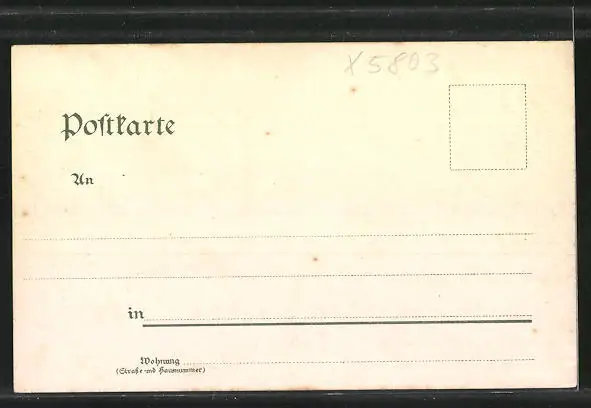 X5803
Postkarte
An
in
Wohnung
(Straße und Hausnummer)